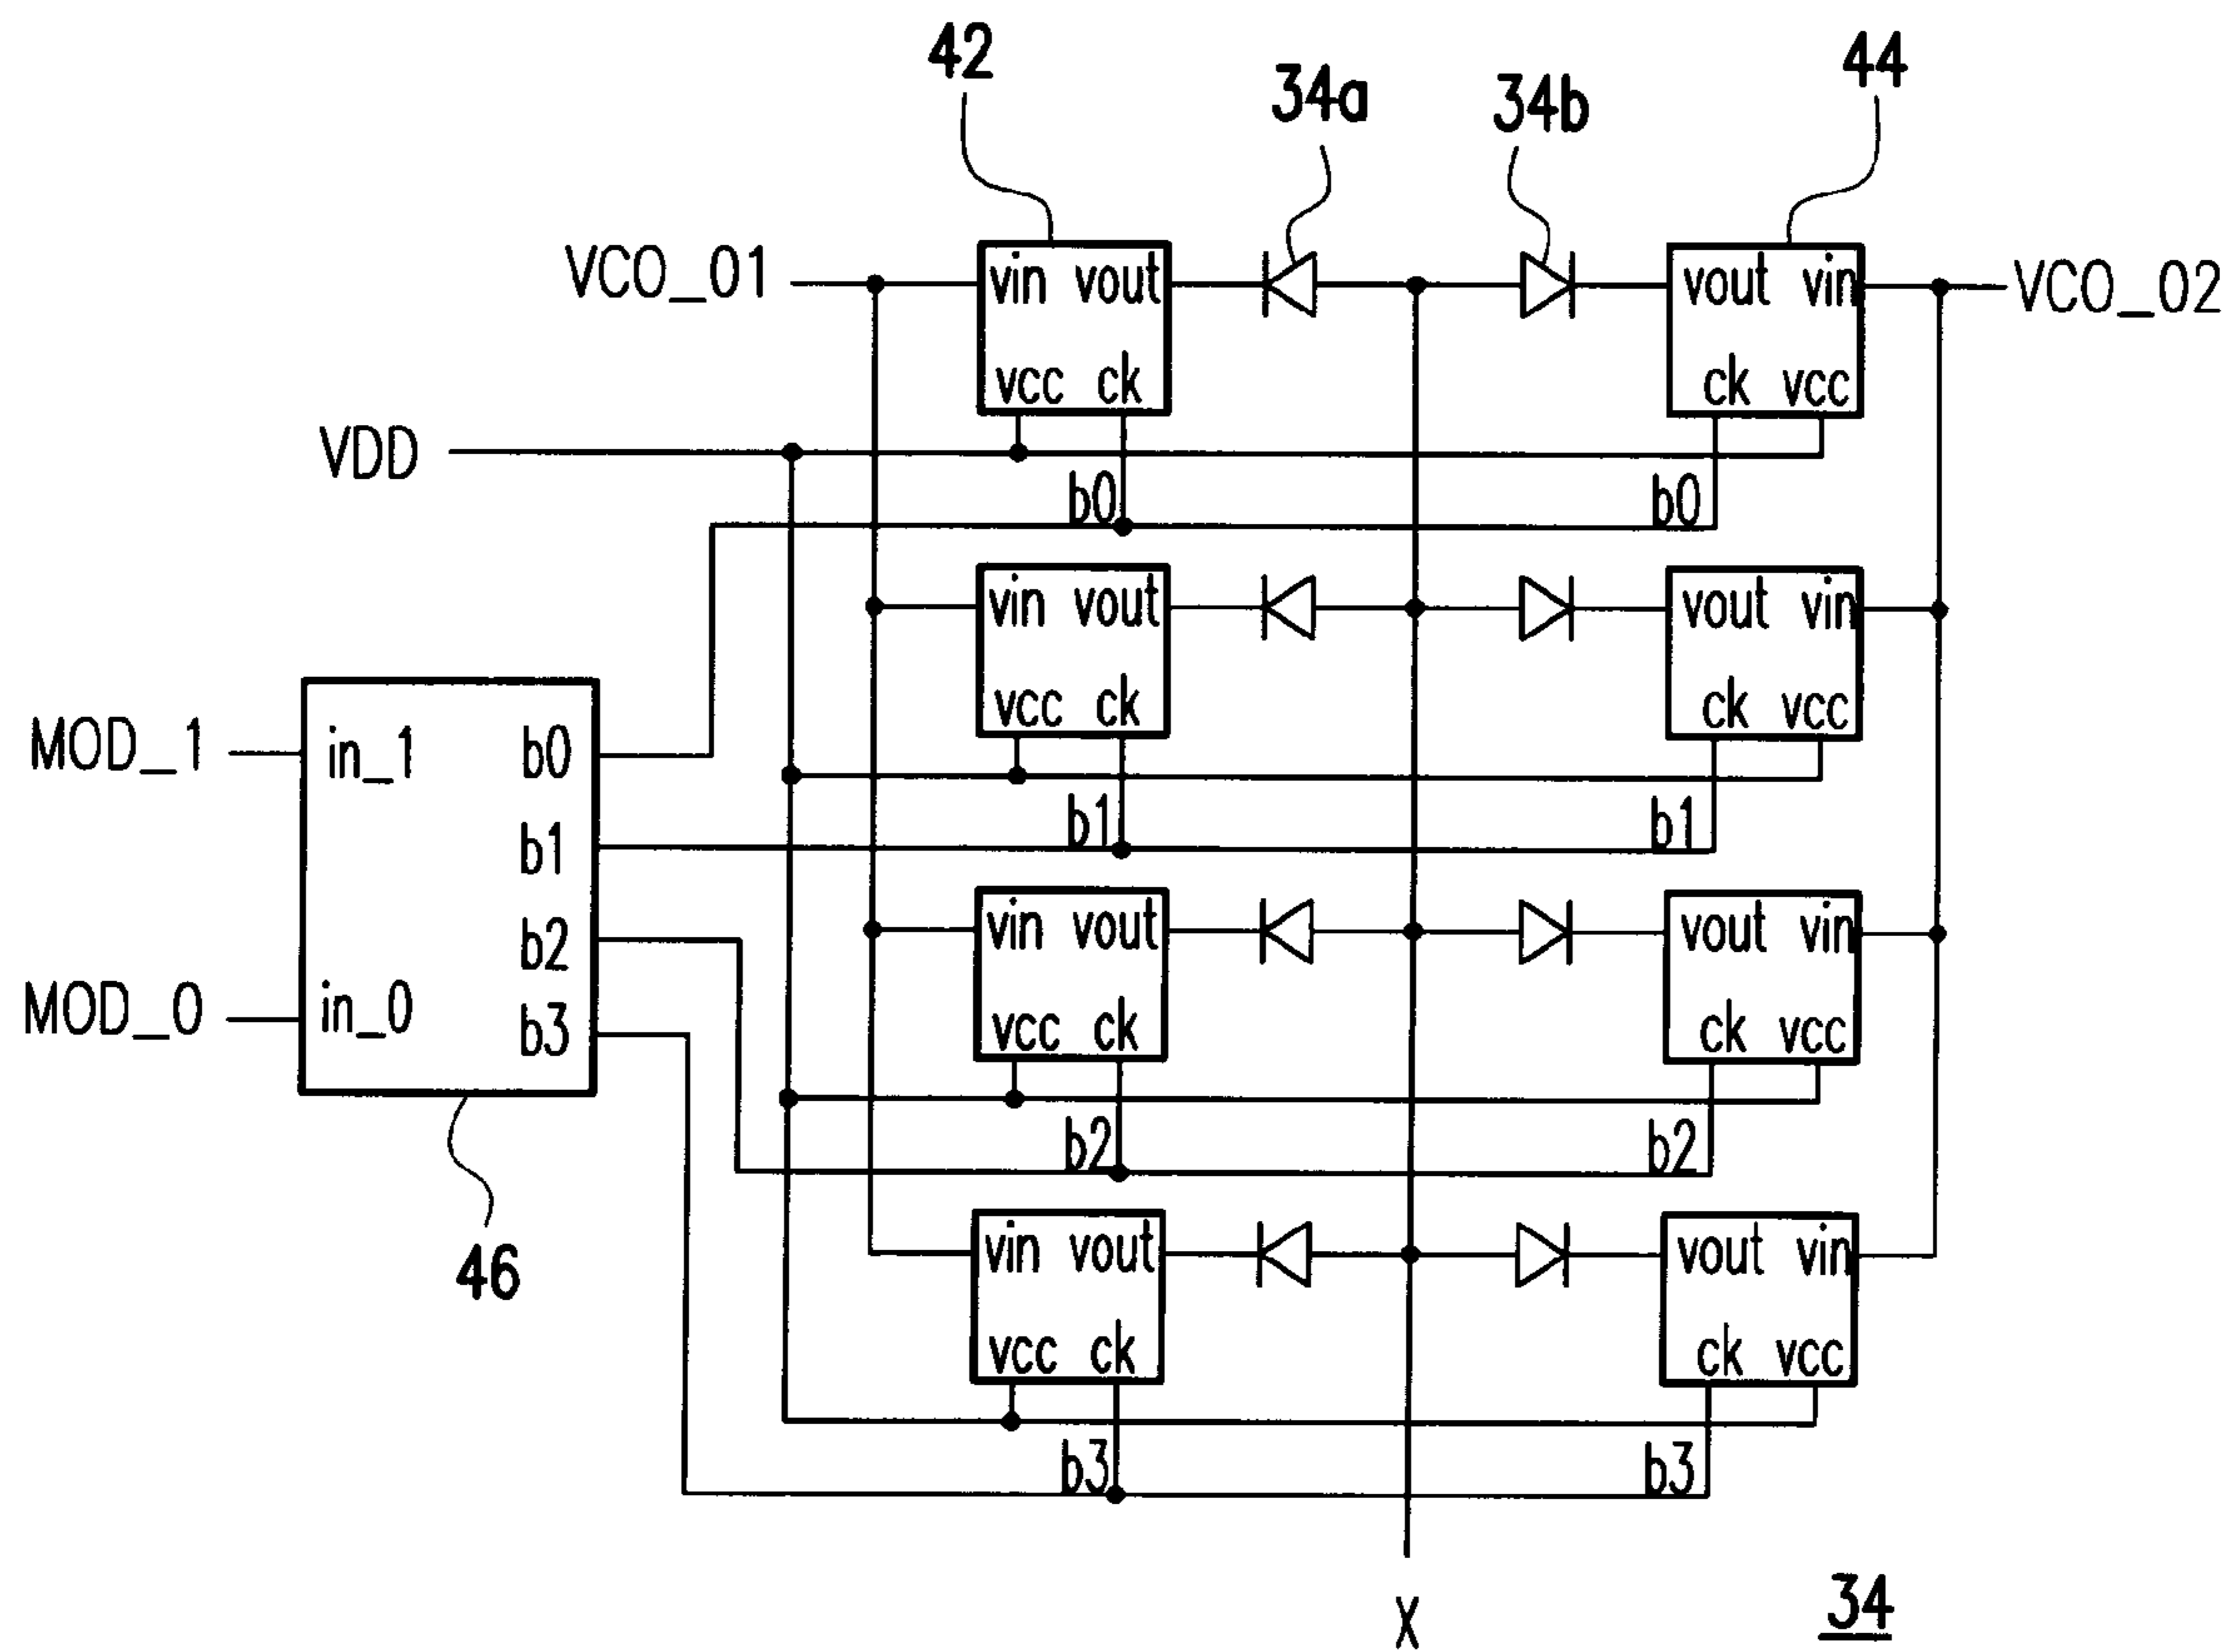 42 34a 34b 44
VCO_01 vin vout vout vin VCO_02
vcc ck ck vcc
VDD
b0 b0
vin vout vout vin
vcc ck ck vcc
MOD_1 in_1 b0
b1 b1
b1
vin vout vout vin
b2
MOD_0 in_0 b3
vcc ck ck vcc
b2 b2
46
vin vout vout vin
vcc ck ck vcc
b3 b3
X
34